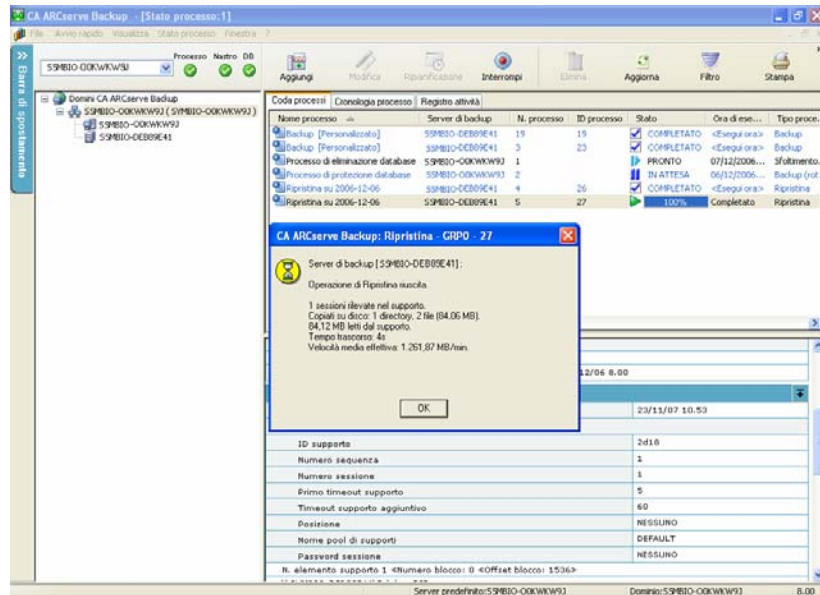 CA ARCserve Backup - [Stato processo:1]
File Avvio rapido Visualizza Stato processo Finestra ?
Barra di spostamento
Processo Nastro DB
Aggiungi Modifica Ripianificazione Interrompi Elimina Aggiorna Filtro Stampa
Domini CA ARCserve Backup
SSMBIO-DEB89E41
Coda processi Cronologia processo Registro attività
Nome processo Server di backup N. processo ID processo Stato Ora di ese... Tipo proce...
Backup [Personalizzato] SSMBIO-DEB89E41 19 19 COMPLETATO <Esegui ora> Backup
Backup [Personalizzato] SSMBIO-DEB89E41 3 23 COMPLETATO <Esegui ora> Backup
Processo di eliminazione database SSMBIO-OOKWKW9J 1 PRONTO 07/12/2006... Sfoltimento.
Processo di protezione database SSMBIO-OOKWKW9J 2 IN ATTESA 06/12/2006... Backup (rot
Ripristina su 2006-12-06 SSMBIO-DEB89E41 4 26 COMPLETATO <Esegui ora> Ripristina
Ripristina su 2006-12-06 SSMBIO-DEB89E41 5 27 100% Completato Ripristina
CA ARCserve Backup: Ripristina - GRP0 - 27
Server di backup [SSMBIO-DEB89E41] :
Operazione di Ripristina riuscita.
1 sessioni rilevate nel supporto.
Copiati su disco: 1 directory, 2 file (84,06 MB).
84,12 MB letti dal supporto.
Tempo trascorso: 4s
Velocità media effettiva: 1.261,87 MB/min.
OK
12/06 8.00
23/11/07 10.53
ID supporto 2d18
Numero sequenza 1
Numero sessione 1
Primo timeout supporto 5
Timeout supporto aggiuntivo 60
Posizione NESSUNO
Nome pool di supporti DEFAULT
Password sessione NESSUNO
N. elemento supporto 1 <Numero blocco: 0 <Offset blocco: 1536>
Server predefinito:SSMBIO-OOKWKW9J Dominio:SSMBIO-OOKWKW9J 8.00